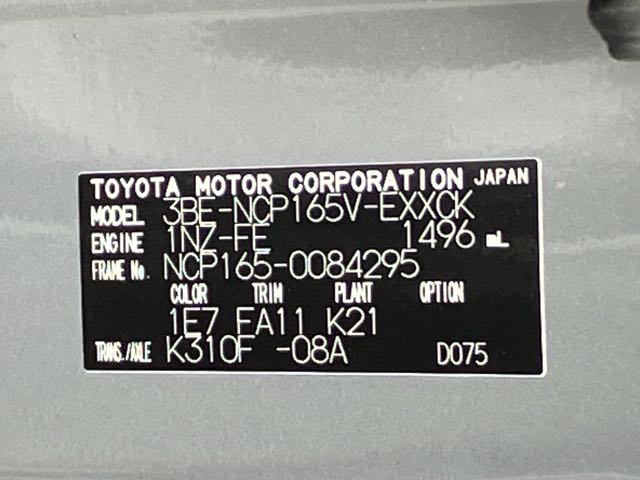 TOYOTA MOTOR CORPORATION JAPAN
MODEL 3BE-NCP165V-EXXCK
ENGINE 1NZ-FE 1496 mL
FRAME No. NCP165-0084295
COLOR TRIM PLANT OPTION
1E7 FA11 K21
TRANS./AXLE K310F -08A D075